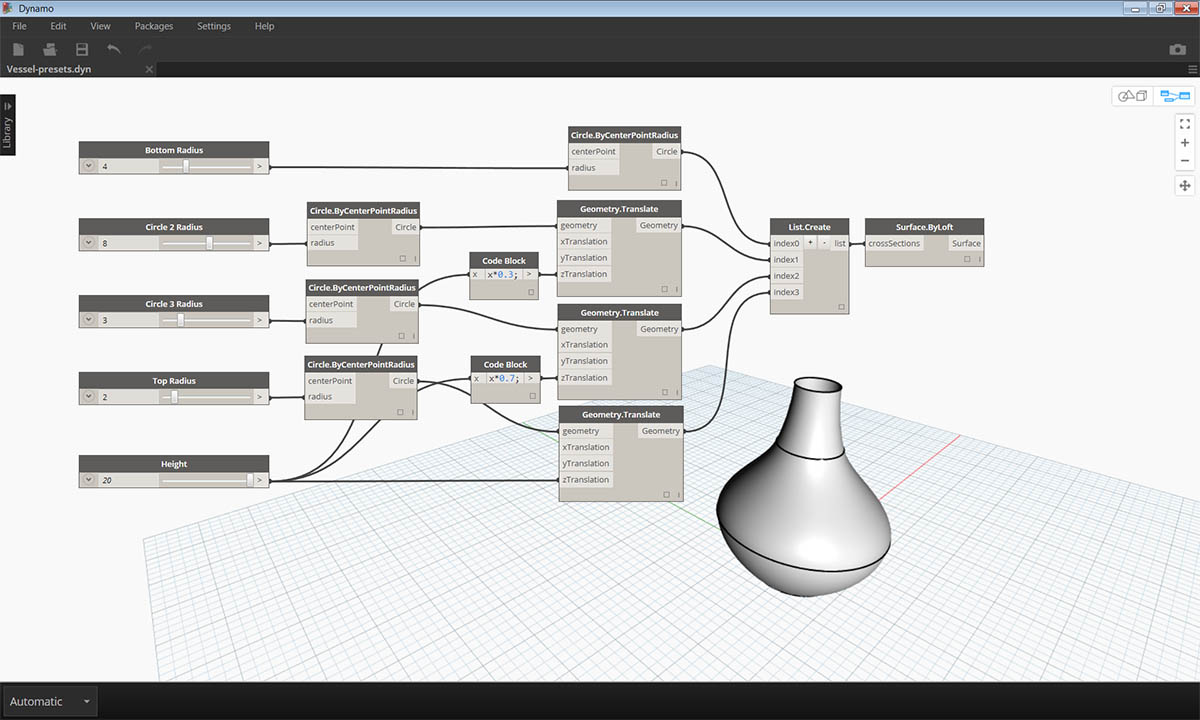 Dynamo
File Edit View Packages Settings Help
Vessel-presets.dyn
Library
Bottom Radius
4 >
Circle 2 Radius
8 >
Circle 3 Radius
3 >
Top Radius
2 >
Height
20 >
Circle.ByCenterPointRadius
centerPoint Circle
radius
Circle.ByCenterPointRadius
centerPoint Circle
radius
Circle.ByCenterPointRadius
centerPoint Circle
radius
Circle.ByCenterPointRadius
centerPoint Circle
radius
Code Block
x x*0.3; >
Code Block
x x*0.7; >
Geometry.Translate
geometry Geometry
xTranslation
yTranslation
zTranslation
Geometry.Translate
geometry Geometry
xTranslation
yTranslation
zTranslation
Geometry.Translate
geometry Geometry
xTranslation
yTranslation
zTranslation
List.Create
index0 + - list
index1
index2
index3
Surface.ByLoft
crossSections Surface
Automatic